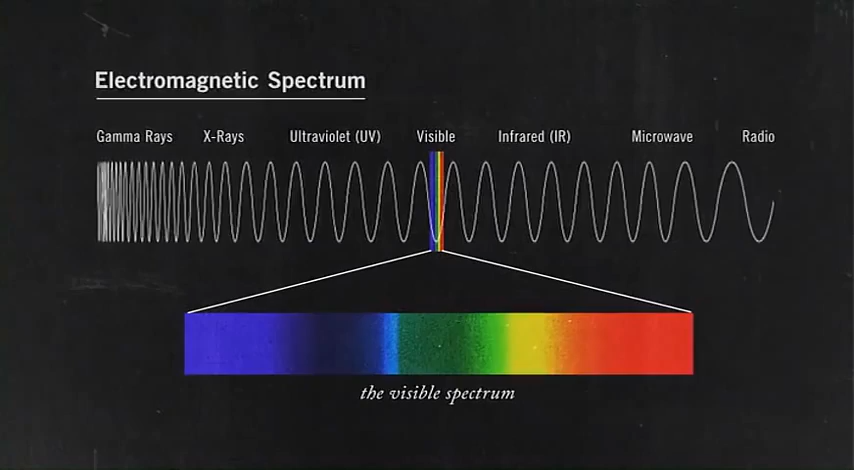 Electromagnetic Spectrum
Gamma Rays X-Rays Ultraviolet (UV) Visible Infrared (IR) Microwave Radio
the visible spectrum